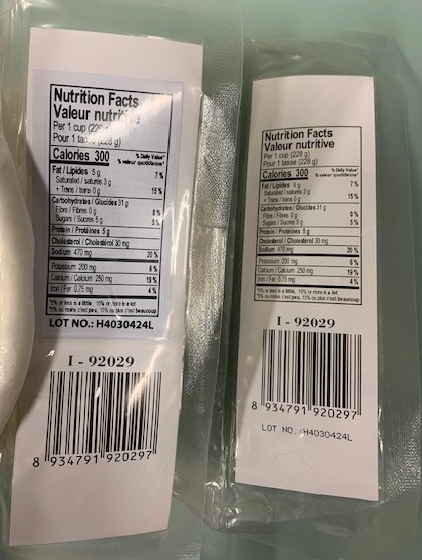 Nutrition Facts
Valeur nutritive
Per 1 cup (228 g)
Pour 1 tasse (228 g)
Calories 300
% Daily Value*
% valeur quotidienne*
Fat / Lipides 5 g 7 %
Saturated / saturés 3 g
+ Trans / trans 0 g 15 %
Carbohydrates / Glucides 31 g
Fibre / Fibres 0 g 0 %
Sugars / Sucres 5 g 5 %
Protein / Protéines 5 g
Cholesterol / Cholestérol 30 mg
Sodium 470 mg 20 %
Potassium 200 mg 6 %
Calcium / Calcium 250 mg 19 %
Iron / Fer 0.75 mg 4 %
*5% or less is a little, 15% or more is a lot
*5% ou moins c'est peu, 15% ou plus c'est beaucoup
LOT NO.: H4030424L
I - 92029
8 934791 920297
Nutrition Facts
Valeur nutritive
Per 1 cup (228 g)
Pour 1 tasse (228 g)
Calories 300
% Daily Value*
% valeur quotidienne*
Fat / Lipides 5 g 7 %
Saturated / saturés 3 g
+ Trans / trans 0 g 15 %
Carbohydrates / Glucides 31 g
Fibre / Fibres 0 g 0 %
Sugars / Sucres 5 g 5 %
Protein / Protéines 5 g
Cholesterol / Cholestérol 30 mg
Sodium 470 mg 20 %
Potassium 200 mg 6 %
Calcium / Calcium 250 mg 19 %
Iron / Fer 0.75 mg 4 %
*5% or less is a little, 15% or more is a lot
*5% ou moins c'est peu, 15% ou plus c'est beaucoup
I - 92029
8 934791 920297
LOT NO.:H4030424L